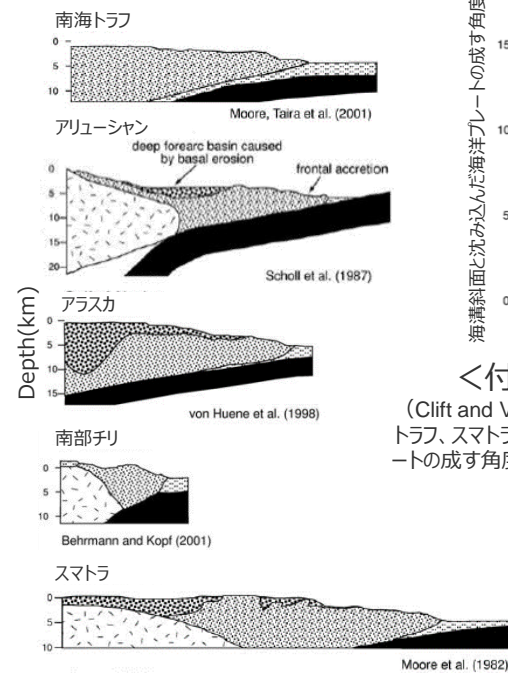 南海トラフ
0
5
10
Moore, Taira et al. (2001)
アリューシャン
deep forearc basin caused
by basal erosion
frontal accretion
0
5
10
15
20
Scholl et al. (1987)
Depth(km)
アラスカ
0
5
10
15
von Huene et al. (1998)
南部チリ
0
5
10
Behrmann and Kopf (2001)
スマトラ
0
5
10
Moore et al. (1982)
海溝斜面と沈み込んだ海洋プレートの成す角度
15
10
5
0
<付
(Clift and V
トラフ、スマトラ
ートの成す角度